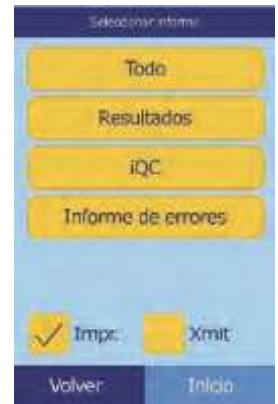 Seleccionar informe
Todo
Resultados
iQC
Informe de errores
Impr. Xmit
Volver Inicio